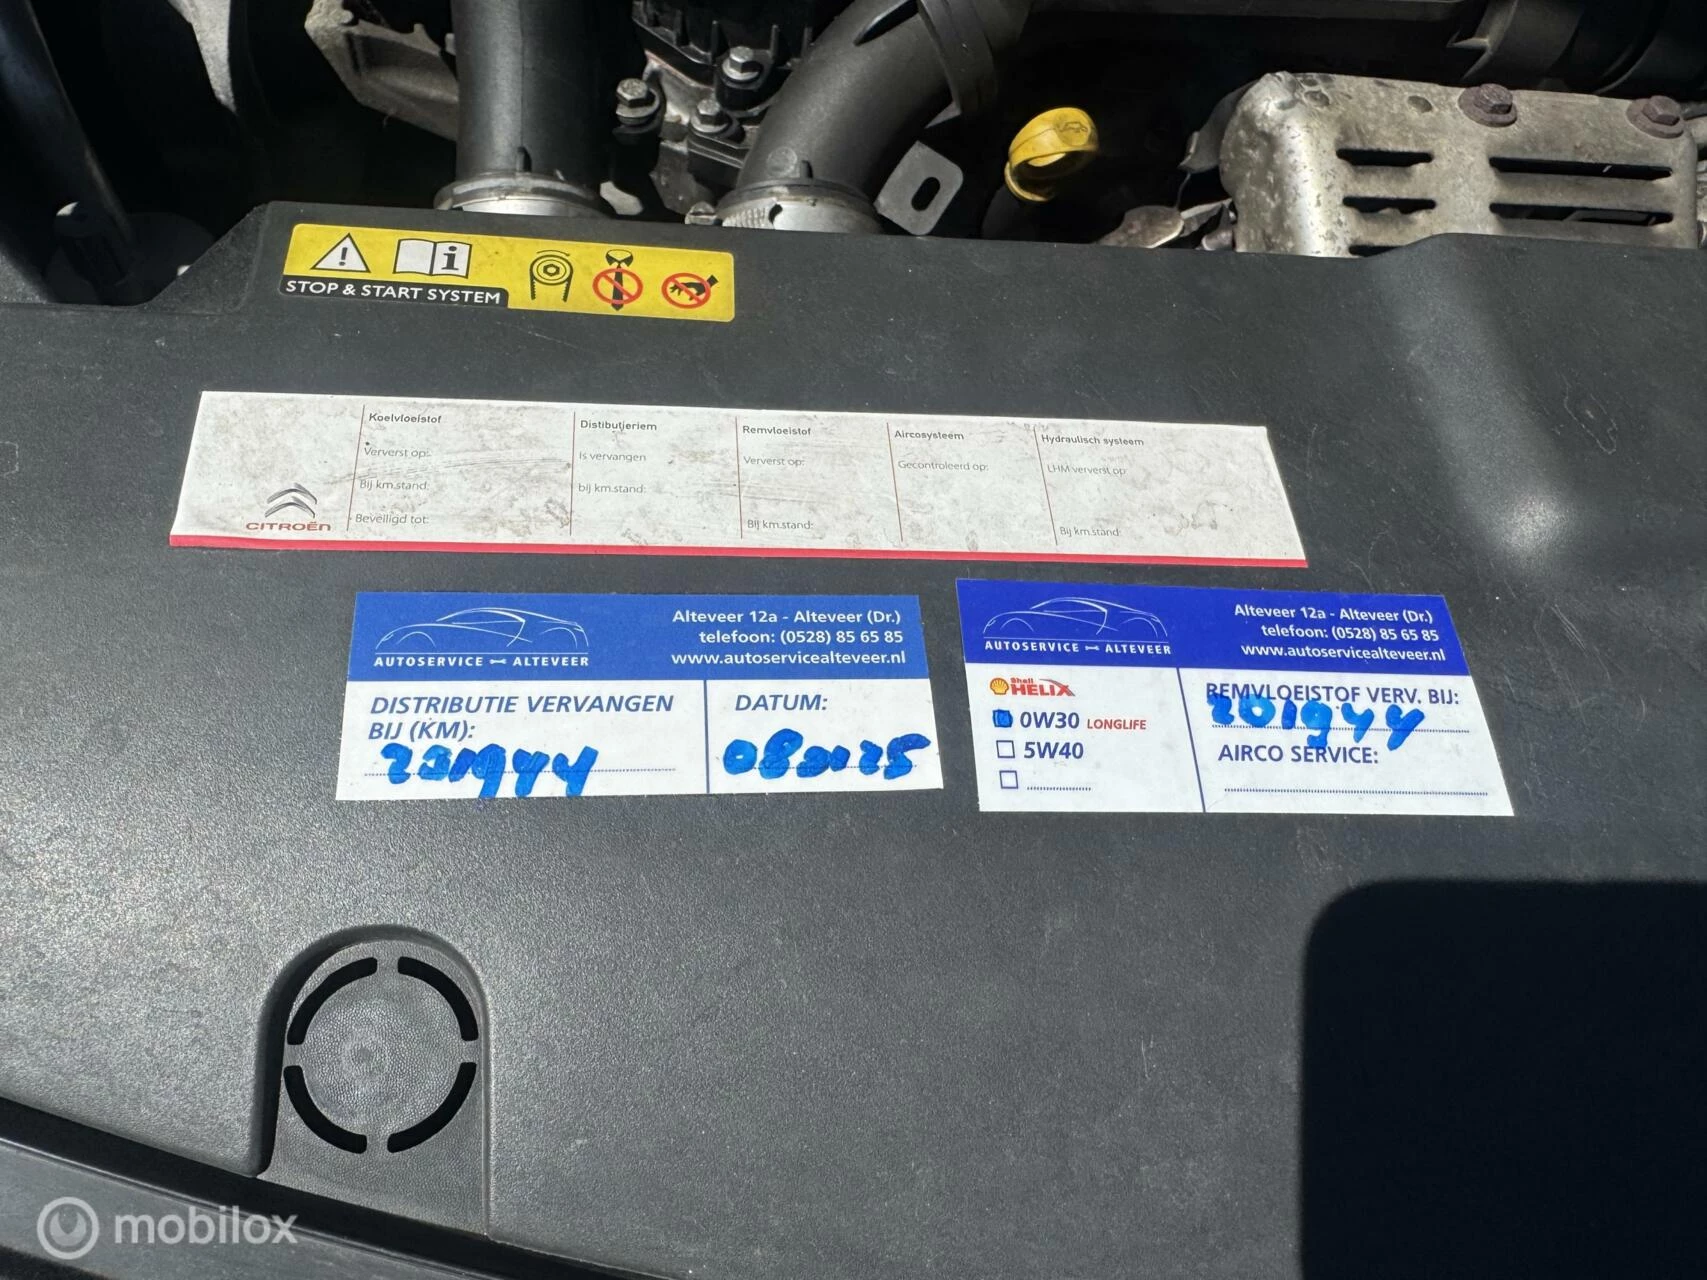 STOP & START SYSTEM
Koelvloeistof
Ververst op:
Bij km.stand:
Beveiligd tot:
Distibutieriem
Is vervangen
bij km.stand:
Remvloeistof
Ververst op:
Bij km.stand:
Aircosysteem
Gecontroleerd op:
Hydraulisch systeem
LHM ververst op:
Bij km.stand:
CITROËN
AUTOSERVICE ALTEVEER
Alteveer 12a - Alteveer (Dr.)
telefoon: (0528) 85 65 85
www.autoservicealteveer.nl
DISTRIBUTIE VERVANGEN
BIJ (KM):
201944
DATUM:
AUTOSERVICE ALTEVEER
Alteveer 12a - Alteveer (Dr.)
telefoon: (0528) 85 65 85
www.autoservicealteveer.nl
Shell
HELIX
0W30 LONGLIFE
5W40
REMVLOEISTOF VERV. BIJ:
201944
AIRCO SERVICE:
mobilox